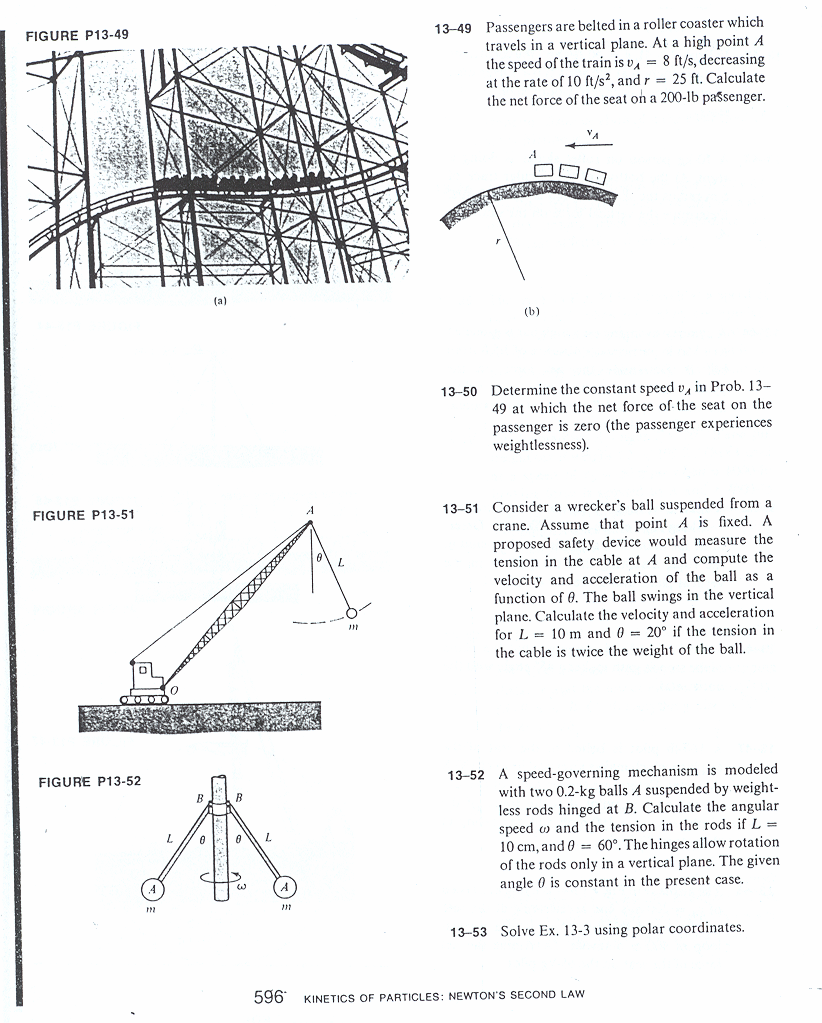 FIGURE P13-49
13–49 Passengers are belted in a roller coaster which
travels in a vertical plane. At a high point A
the speed of the train is v_A = 8 ft/s, decreasing
at the rate of 10 ft/s², and r = 25 ft. Calculate
the net force of the seat on a 200-lb passenger.
v_A
A
r
(a)
(b)
13–50 Determine the constant speed v_A in Prob. 13–
49 at which the net force of the seat on the
passenger is zero (the passenger experiences
weightlessness).
FIGURE P13-51
A
θ
L
m
O
13–51 Consider a wrecker's ball suspended from a
crane. Assume that point A is fixed. A
proposed safety device would measure the
tension in the cable at A and compute the
velocity and acceleration of the ball as a
function of θ. The ball swings in the vertical
plane. Calculate the velocity and acceleration
for L = 10 m and θ = 20° if the tension in
the cable is twice the weight of the ball.
FIGURE P13-52
B B
L θ θ L
A ω A
m m
13–52 A speed-governing mechanism is modeled
with two 0.2-kg balls A suspended by weight-
less rods hinged at B. Calculate the angular
speed ω and the tension in the rods if L =
10 cm, and θ = 60°. The hinges allow rotation
of the rods only in a vertical plane. The given
angle θ is constant in the present case.
13–53 Solve Ex. 13-3 using polar coordinates.
596 KINETICS OF PARTICLES: NEWTON'S SECOND LAW